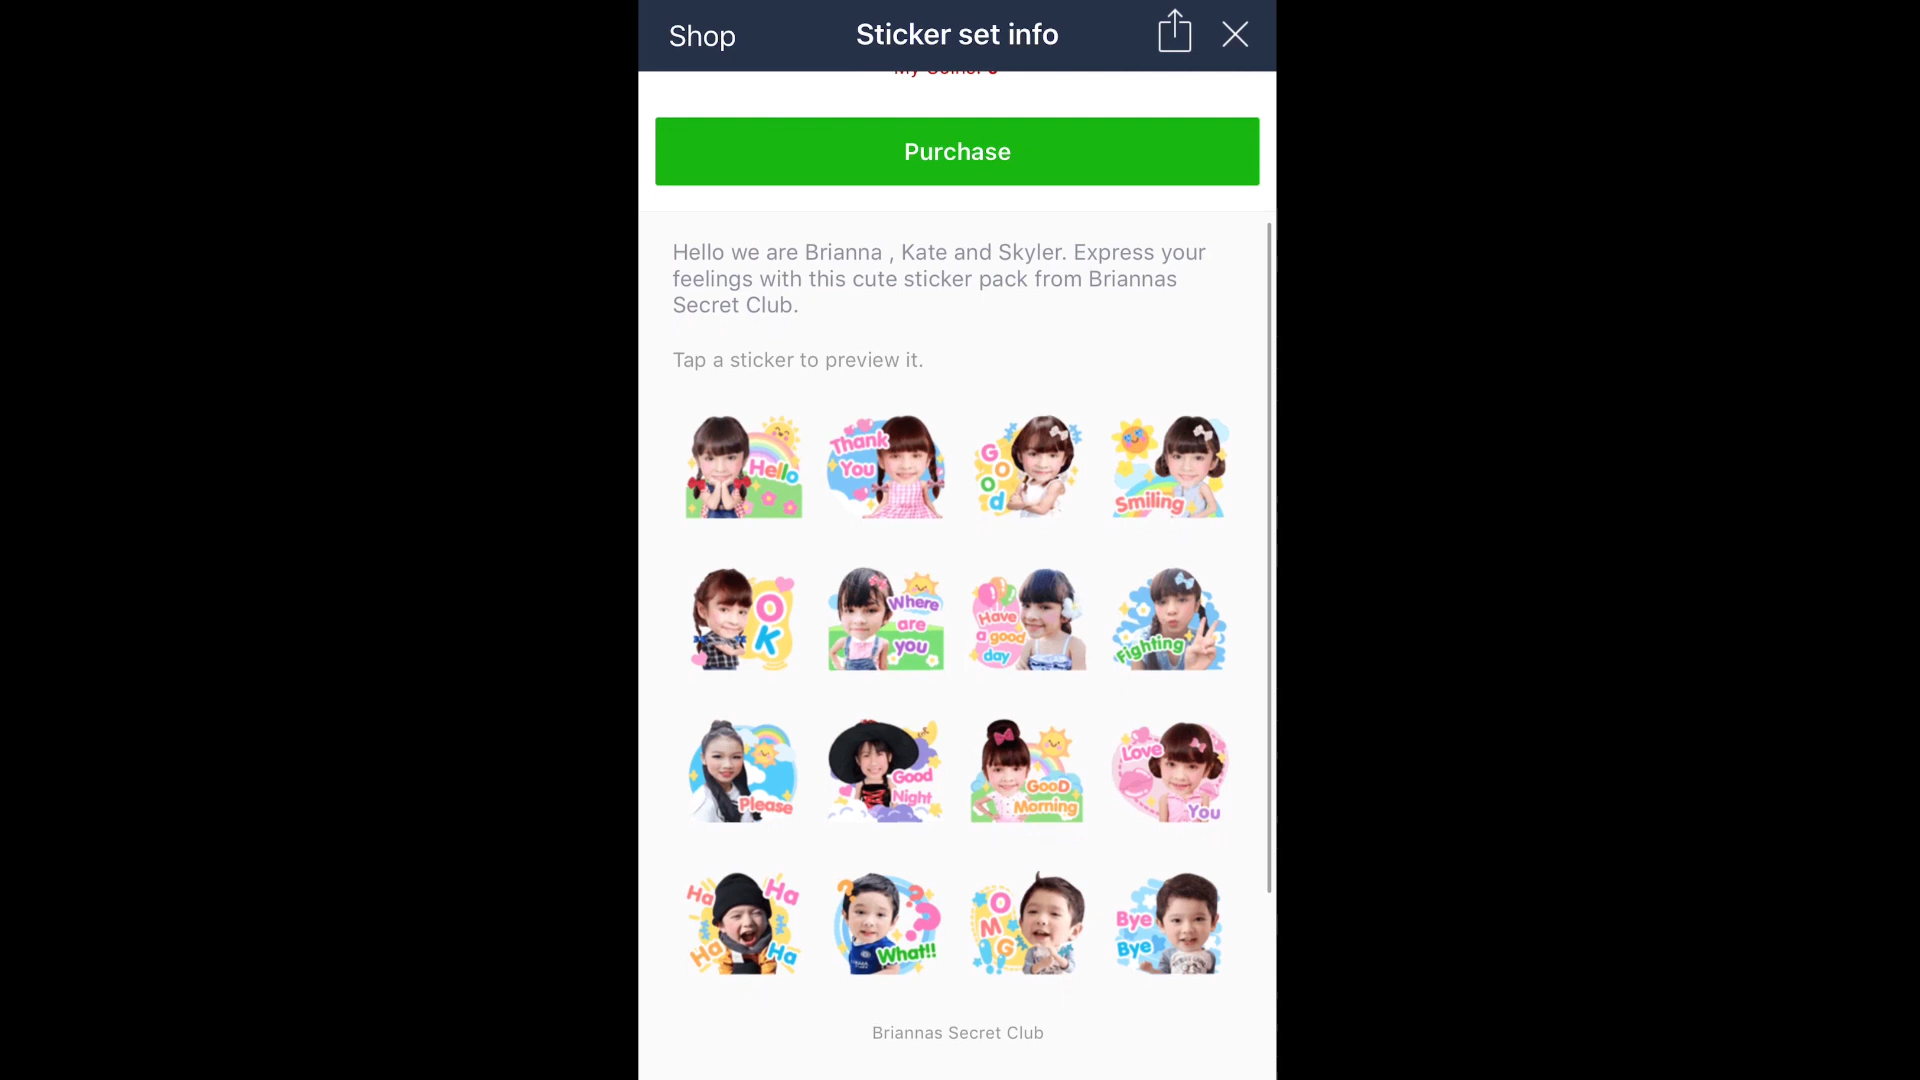 Shop
Sticker set info
Purchase
Hello we are Brianna , Kate and Skyler. Express your
feelings with this cute sticker pack from Briannas
Secret Club.
Tap a sticker to preview it.
Hello
Thank
You
Good
Smiling
OK
Where
are
you
Have
a good
day
Fighting
Please
Good
Night
GooD
Morning
Love
You
Ha
Ha
Ha
Ha
What!!
OMG!
Bye
Bye
Briannas Secret Club